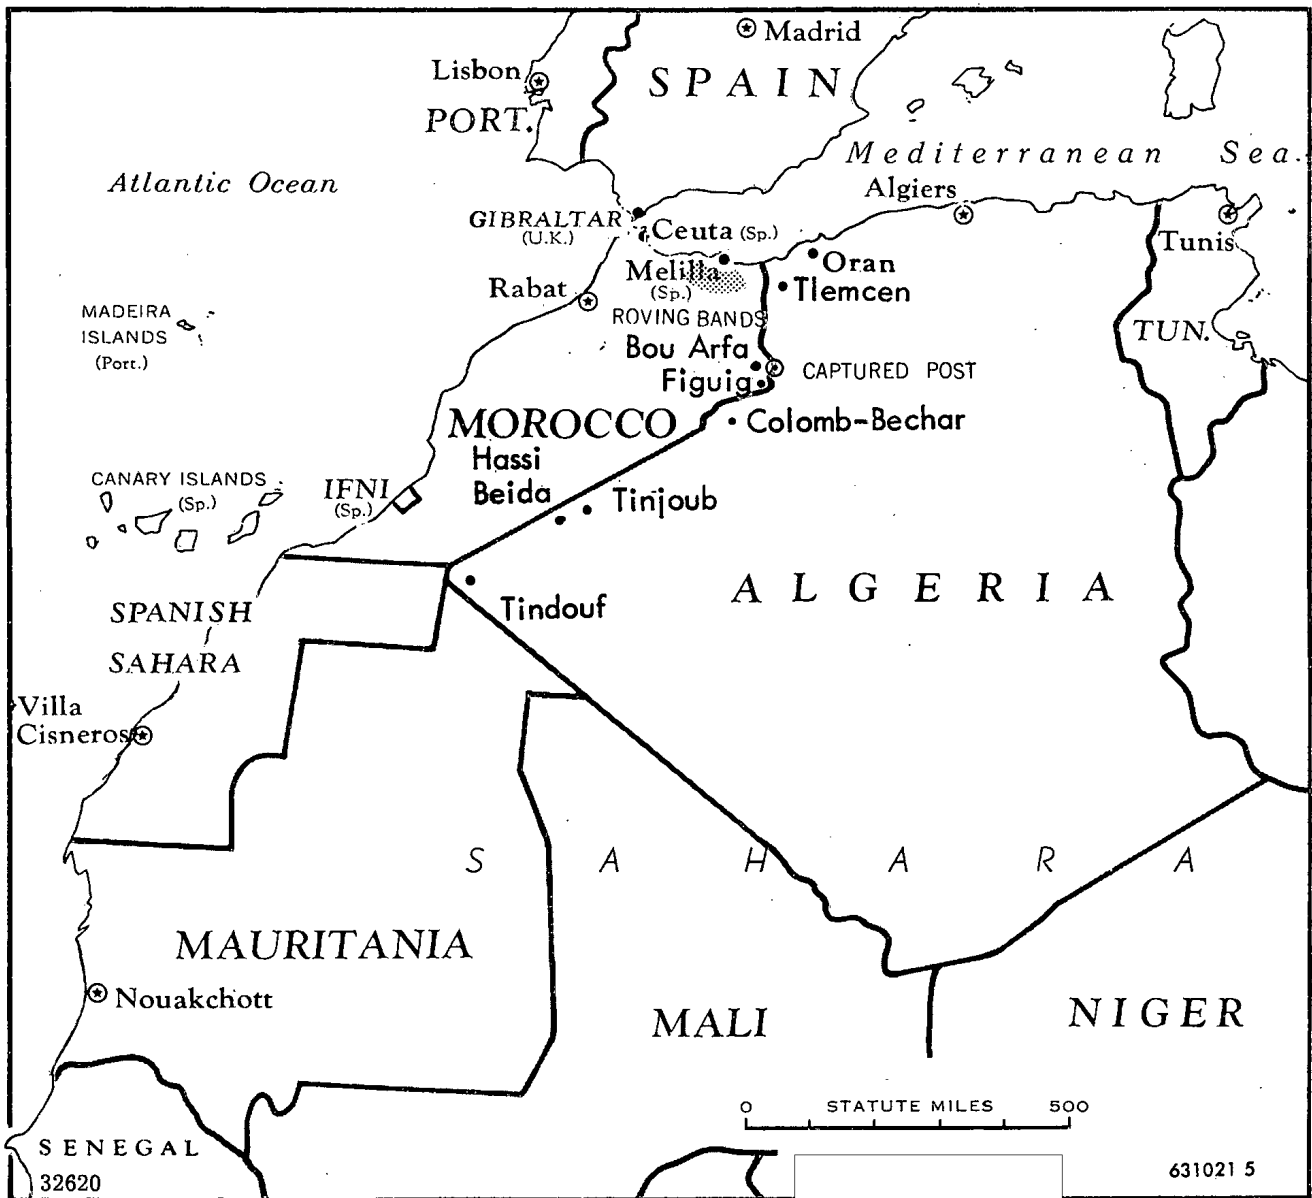 Madrid
Lisbon
SPAIN
PORT.
Mediterranean Sea
Atlantic Ocean
Algiers
GIBRALTAR
(U.K.)
Ceuta (Sp.)
Tunis
Oran
Melilla
(Sp.)
Rabat
Tlemcen
MADEIRA
ISLANDS
(Port.)
ROVING BANDS
TUN.
Bou Arfa
Figuig
CAPTURED POST
MOROCCO
Colomb-Bechar
Hassi
Beida
CANARY ISLANDS
(Sp.)
IFNI
(Sp.)
Tinjoub
ALGERIA
Tindouf
SPANISH
SAHARA
Villa
Cisneros
SAHARA
MAURITANIA
Nouakchott
MALI
NIGER
0 STATUTE MILES 500
SENEGAL
32620
631021 5